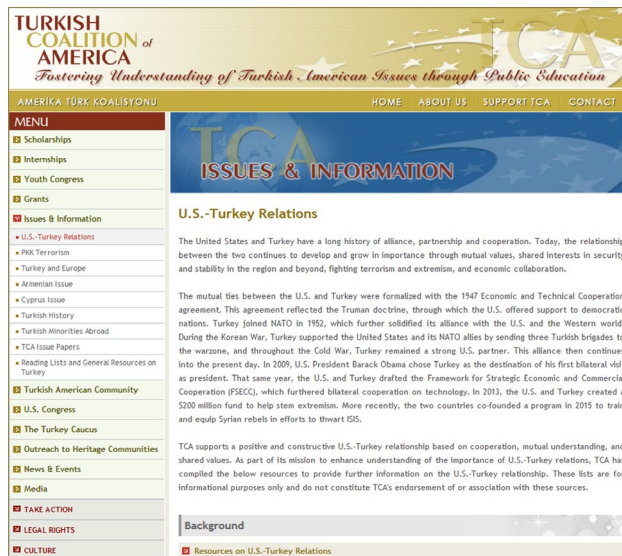 TURKISH
COALITION of
AMERICA
TCA
Fostering Understanding of Turkish American Issues through Public Education
AMERİKA TÜRK KOALİSYONU
HOME ABOUT US SUPPORT TCA CONTACT
MENU
Scholarships
Internships
Youth Congress
Grants
Issues & Information
U.S.-Turkey Relations
PKK Terrorism
Turkey and Europe
Armenian Issue
Cyprus Issue
Turkish History
Turkish Minorities Abroad
TCA Issue Papers
Reading Lists and General Resources on
Turkey
Turkish American Community
U.S. Congress
The Turkey Caucus
Outreach to Heritage Communities
News & Events
Media
TAKE ACTION
LEGAL RIGHTS
CULTURE
TCA
ISSUES & INFORMATION
U.S.-Turkey Relations
The United States and Turkey have a long history of alliance, partnership and cooperation. Today, the relationship
between the two continues to develop and grow in importance through mutual values, shared interests in security
and stability in the region and beyond, fighting terrorism and extremism, and economic collaboration.
The mutual ties between the U.S. and Turkey were formalized with the 1947 Economic and Technical Cooperation
agreement. This agreement reflected the Truman doctrine, through which the U.S. offered support to democratic
nations. Turkey joined NATO in 1952, which further solidified its alliance with the U.S. and the Western world.
During the Korean War, Turkey supported the United States and its NATO allies by sending three Turkish brigades to
the warzone, and throughout the Cold War, Turkey remained a strong U.S. partner. This alliance then continues
into the present day. In 2009, U.S. President Barack Obama chose Turkey as the destination of his first bilateral visi
as president. That same year, the U.S. and Turkey drafted the Framework for Strategic Economic and Commercia
Cooperation (FSECC), which furthered bilateral cooperation on technology. In 2013, the U.S. and Turkey created a
$200 million fund to help stem extremism. More recently, the two countries co-founded a program in 2015 to train
and equip Syrian rebels in efforts to thwart ISIS.
TCA supports a positive and constructive U.S.-Turkey relationship based on cooperation, mutual understanding, and
shared values. As part of its mission to enhance understanding of the importance of U.S.-Turkey relations, TCA has
compiled the below resources to provide further information on the U.S.-Turkey relationship. These lists are for
informational purposes only and do not constitute TCA's endorsement of or association with these sources.
Background
Resources on U.S.-Turkey Relations